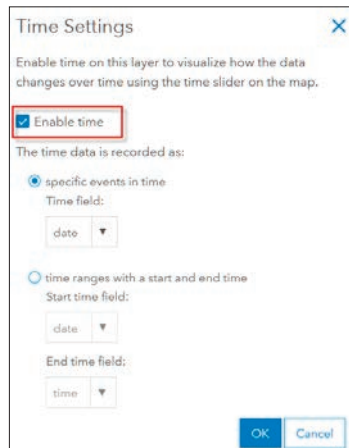 Time Settings
Enable time on this layer to visualize how the data
changes over time using the time slider on the map.
Enable time
The time data is recorded as:
specific events in time
Time field:
date
time ranges with a start and end time
Start time field:
date
End time field:
time
OK Cancel